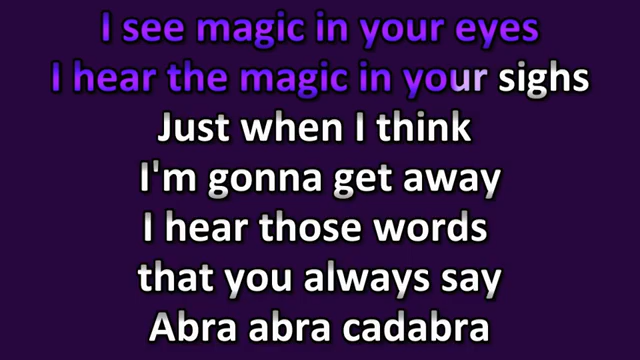 I see magic in your eyes
I hear the magic in your sighs
Just when I think
I'm gonna get away
I hear those words
that you always say
Abra abra cadabra